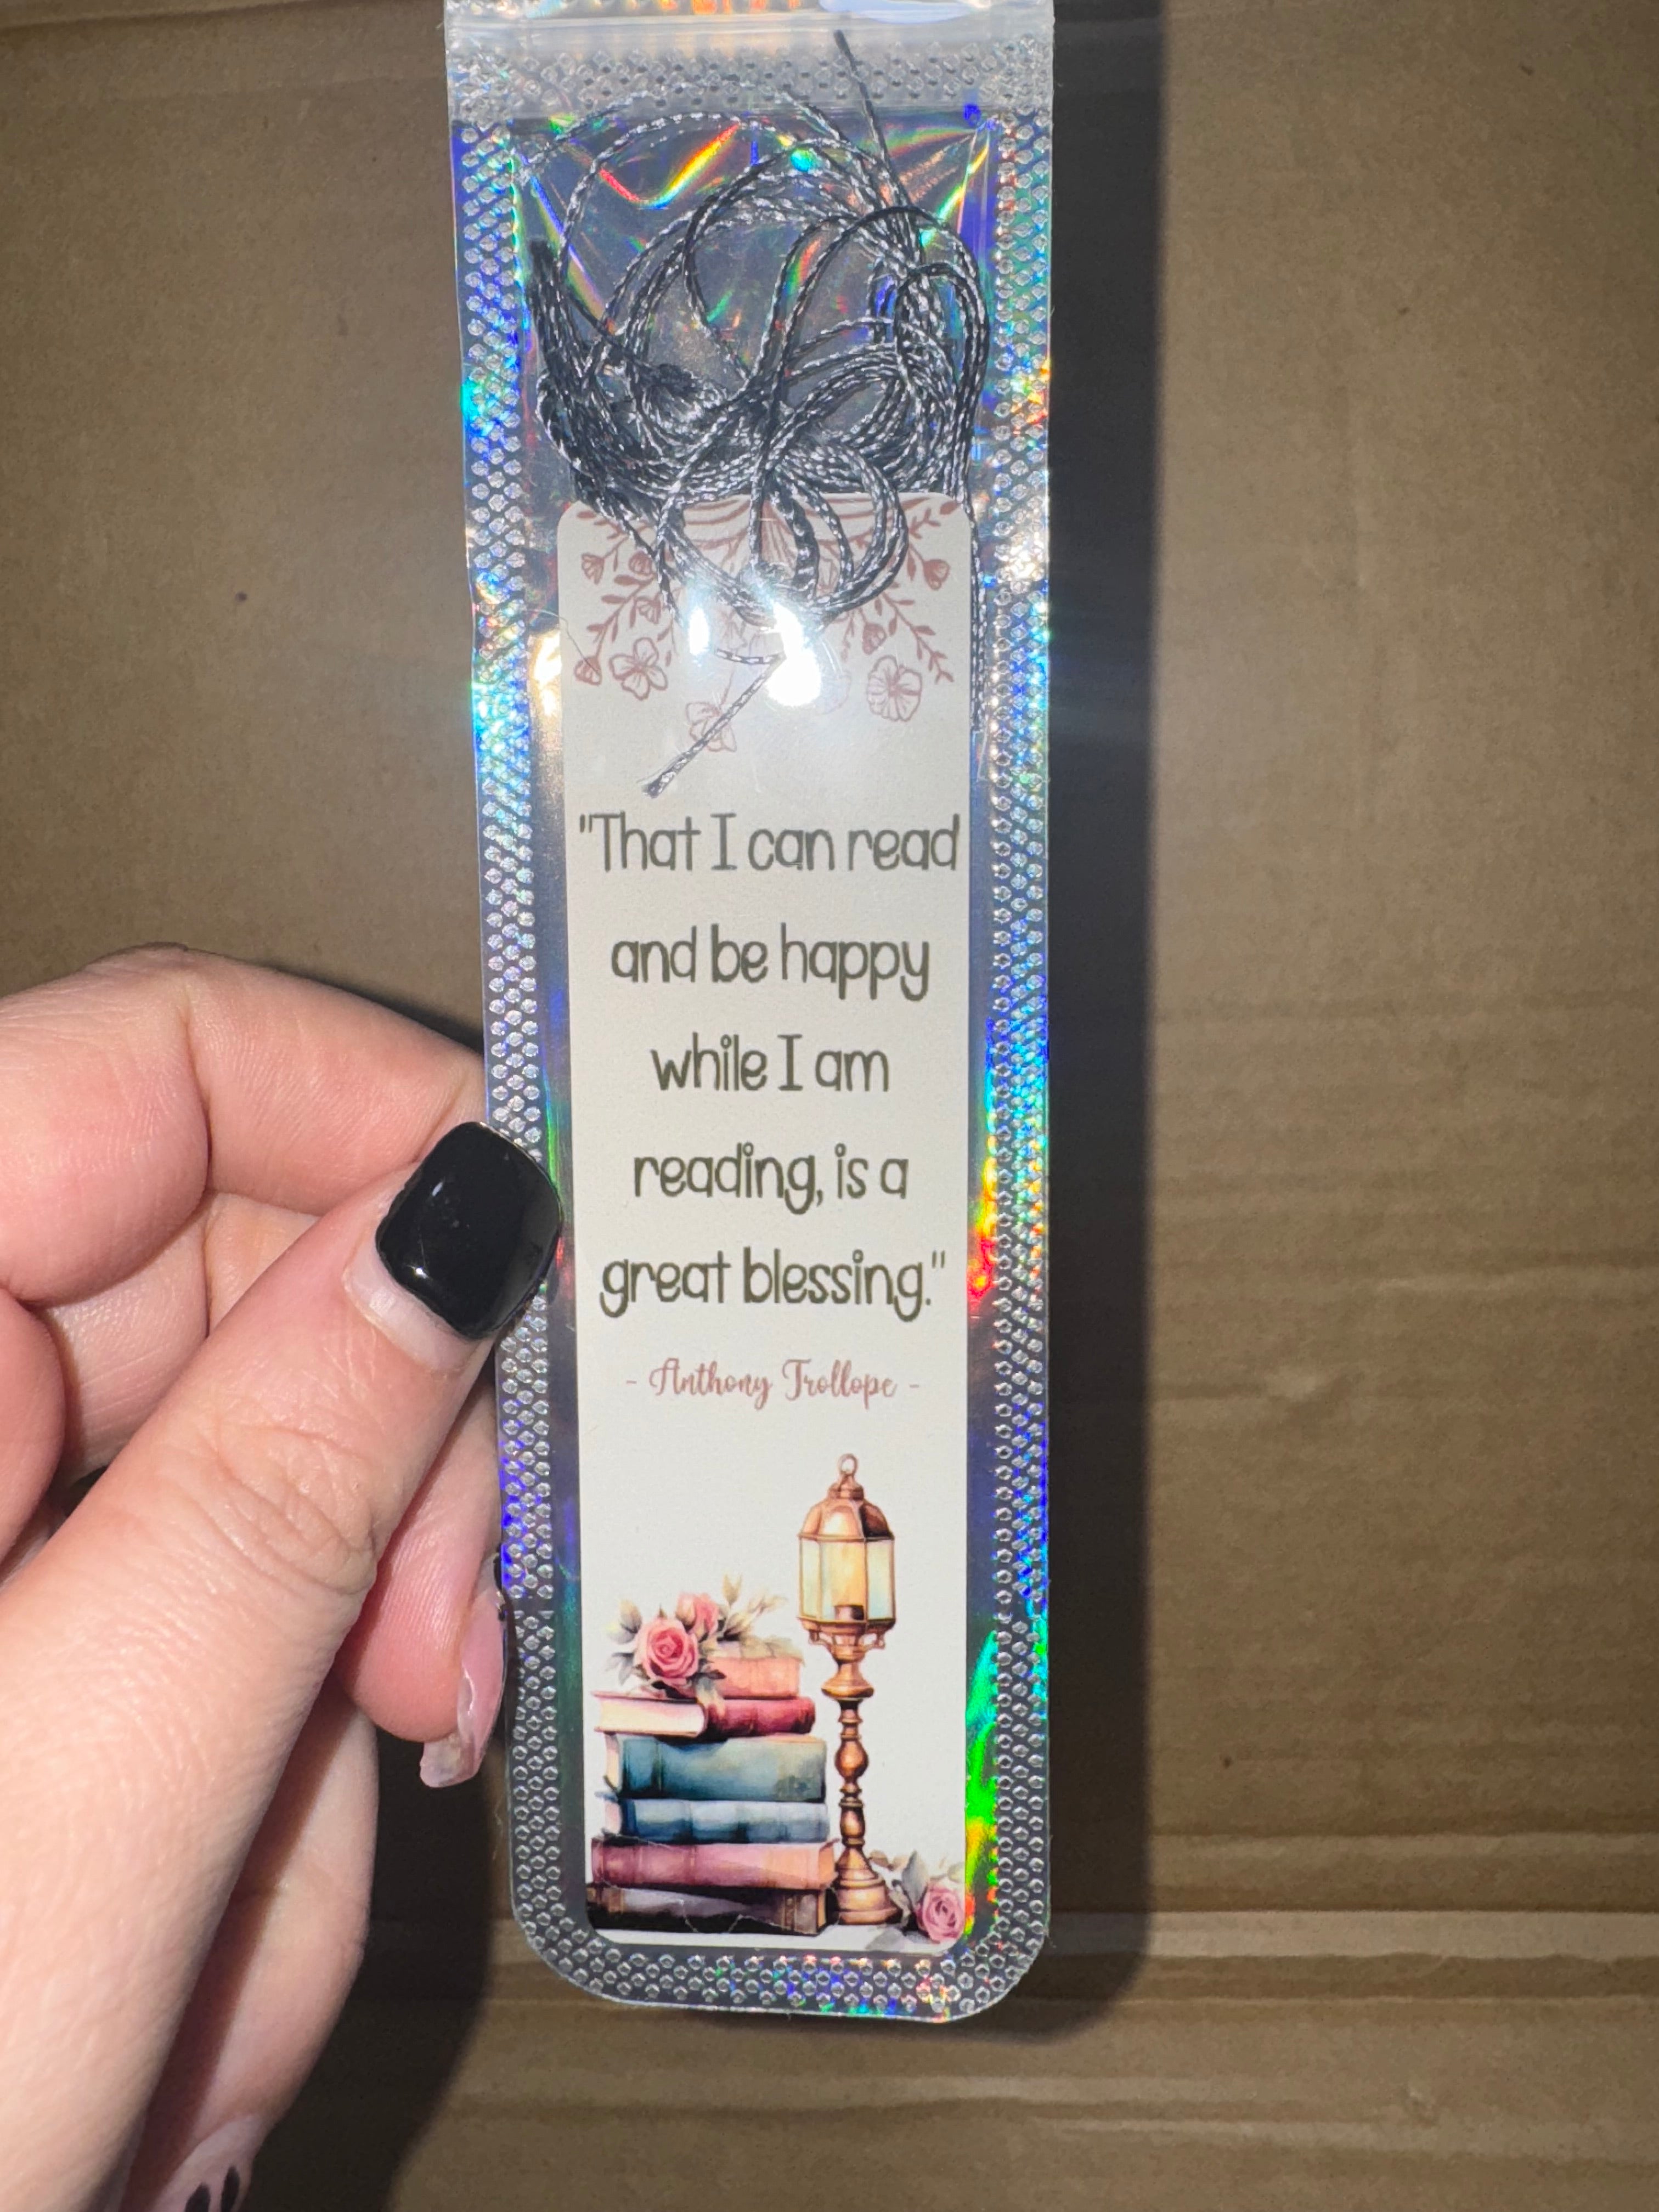 "That I can read
and be happy
while I am
reading, is a
great blessing."
- Anthony Trollope -